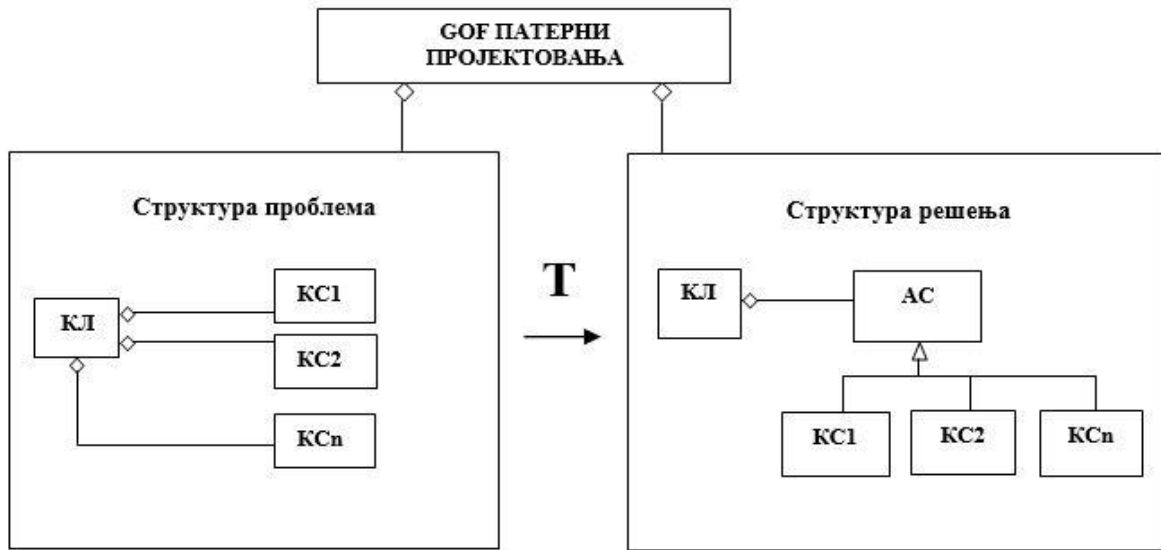 GOF ПАТЕРНИ
ПРОЈЕКТОВАЊА
Структура проблема
КЛ
КС1
КС2
КСn
T
Структура решења
КЛ
АС
КС1
КС2
КСn